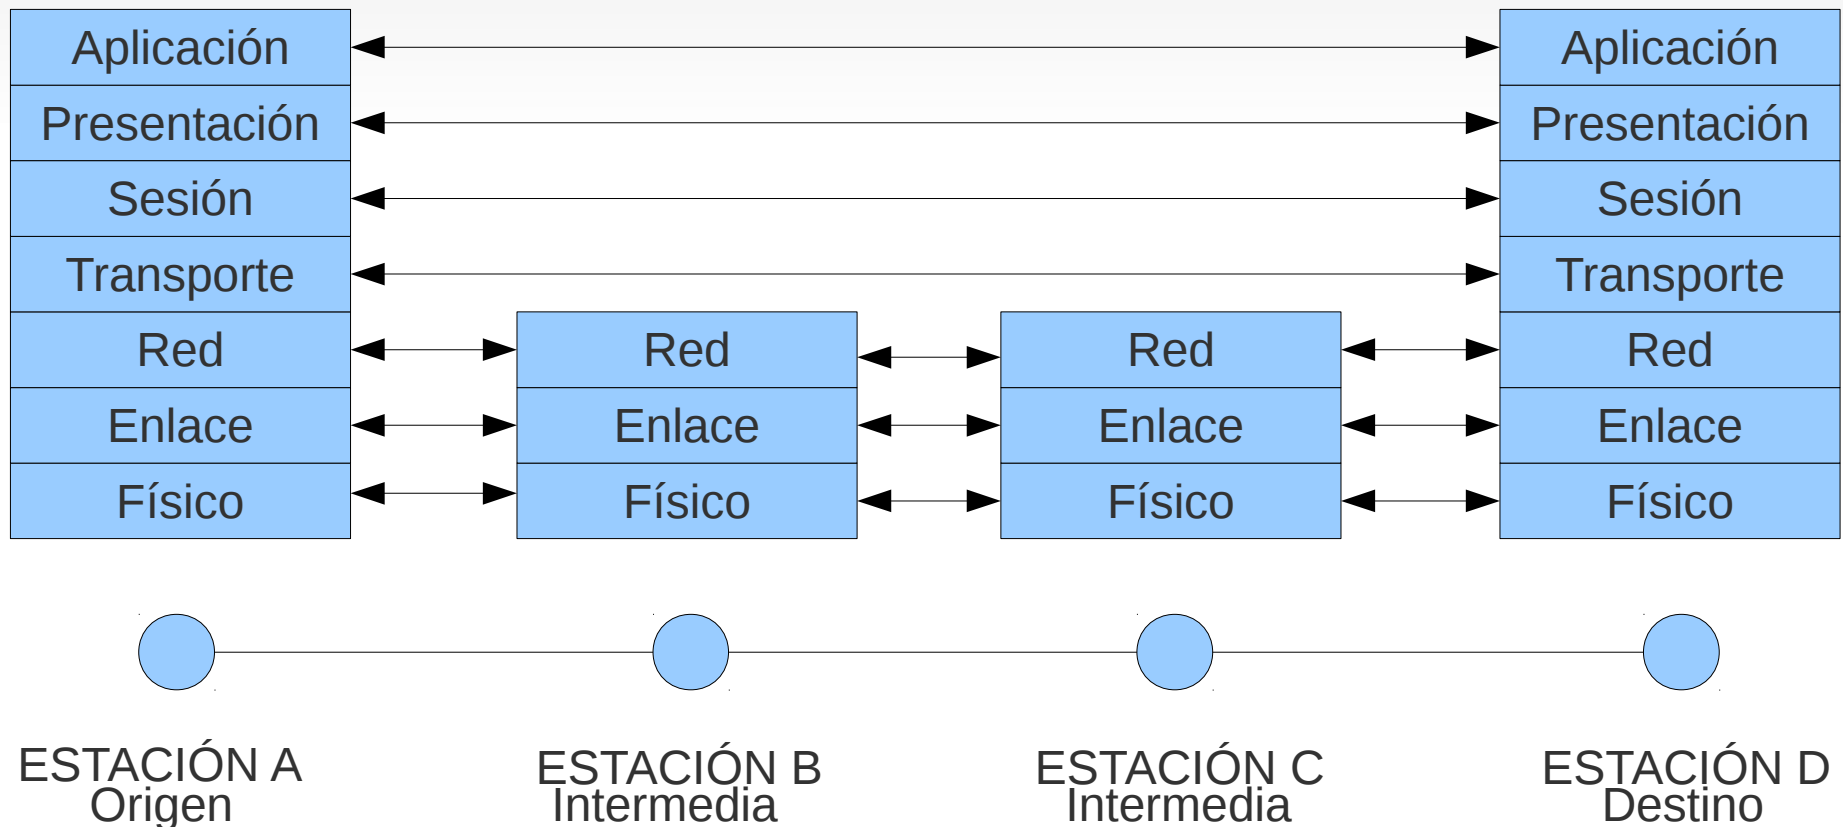 Aplicación
Presentación
Sesión
Transporte
Red
Enlace
Físico
Red
Enlace
Físico
Red
Enlace
Físico
Aplicación
Presentación
Sesión
Transporte
Red
Enlace
Físico
ESTACIÓN A
Origen
ESTACIÓN B
Intermedia
ESTACIÓN C
Intermedia
ESTACIÓN D
Destino